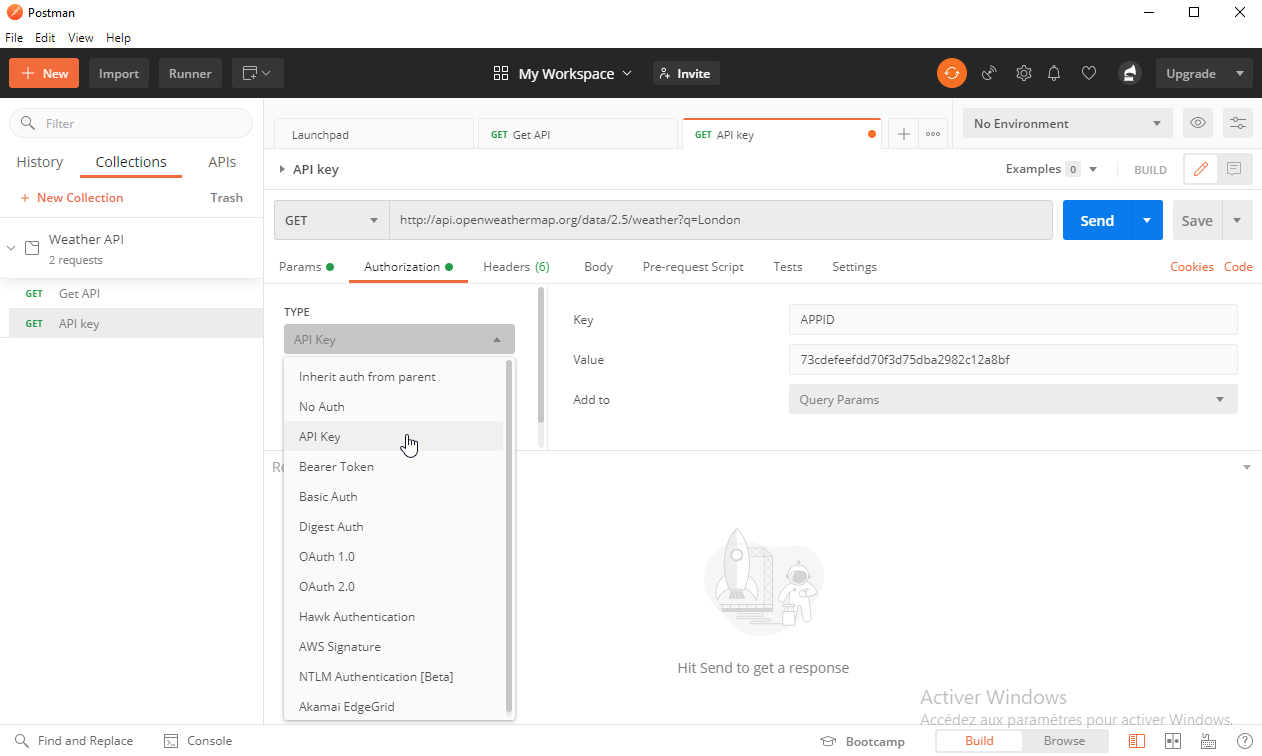 Postman
File Edit View Help
+ New Import Runner My Workspace Invite Upgrade
Filter
History Collections APIs
+ New Collection Trash
Weather API
2 requests
GET Get API
GET API key
Launchpad GET Get API GET API key + ••• No Environment
API key Examples 0 BUILD
GET http://api.openweathermap.org/data/2.5/weather?q=London Send Save
Params Authorization Headers (6) Body Pre-request Script Tests Settings Cookies Code
TYPE
API Key
Inherit auth from parent
No Auth
API Key
Bearer Token
Basic Auth
Digest Auth
OAuth 1.0
OAuth 2.0
Hawk Authentication
AWS Signature
NTLM Authentication [Beta]
Akamai EdgeGrid
Key APPID
Value 73cdefeefdd70f3d75dba2982c12a8bf
Add to Query Params
Hit Send to get a response
Activer Windows
Accédez aux paramètres pour activer Windows.
Find and Replace Console Bootcamp Build Browse